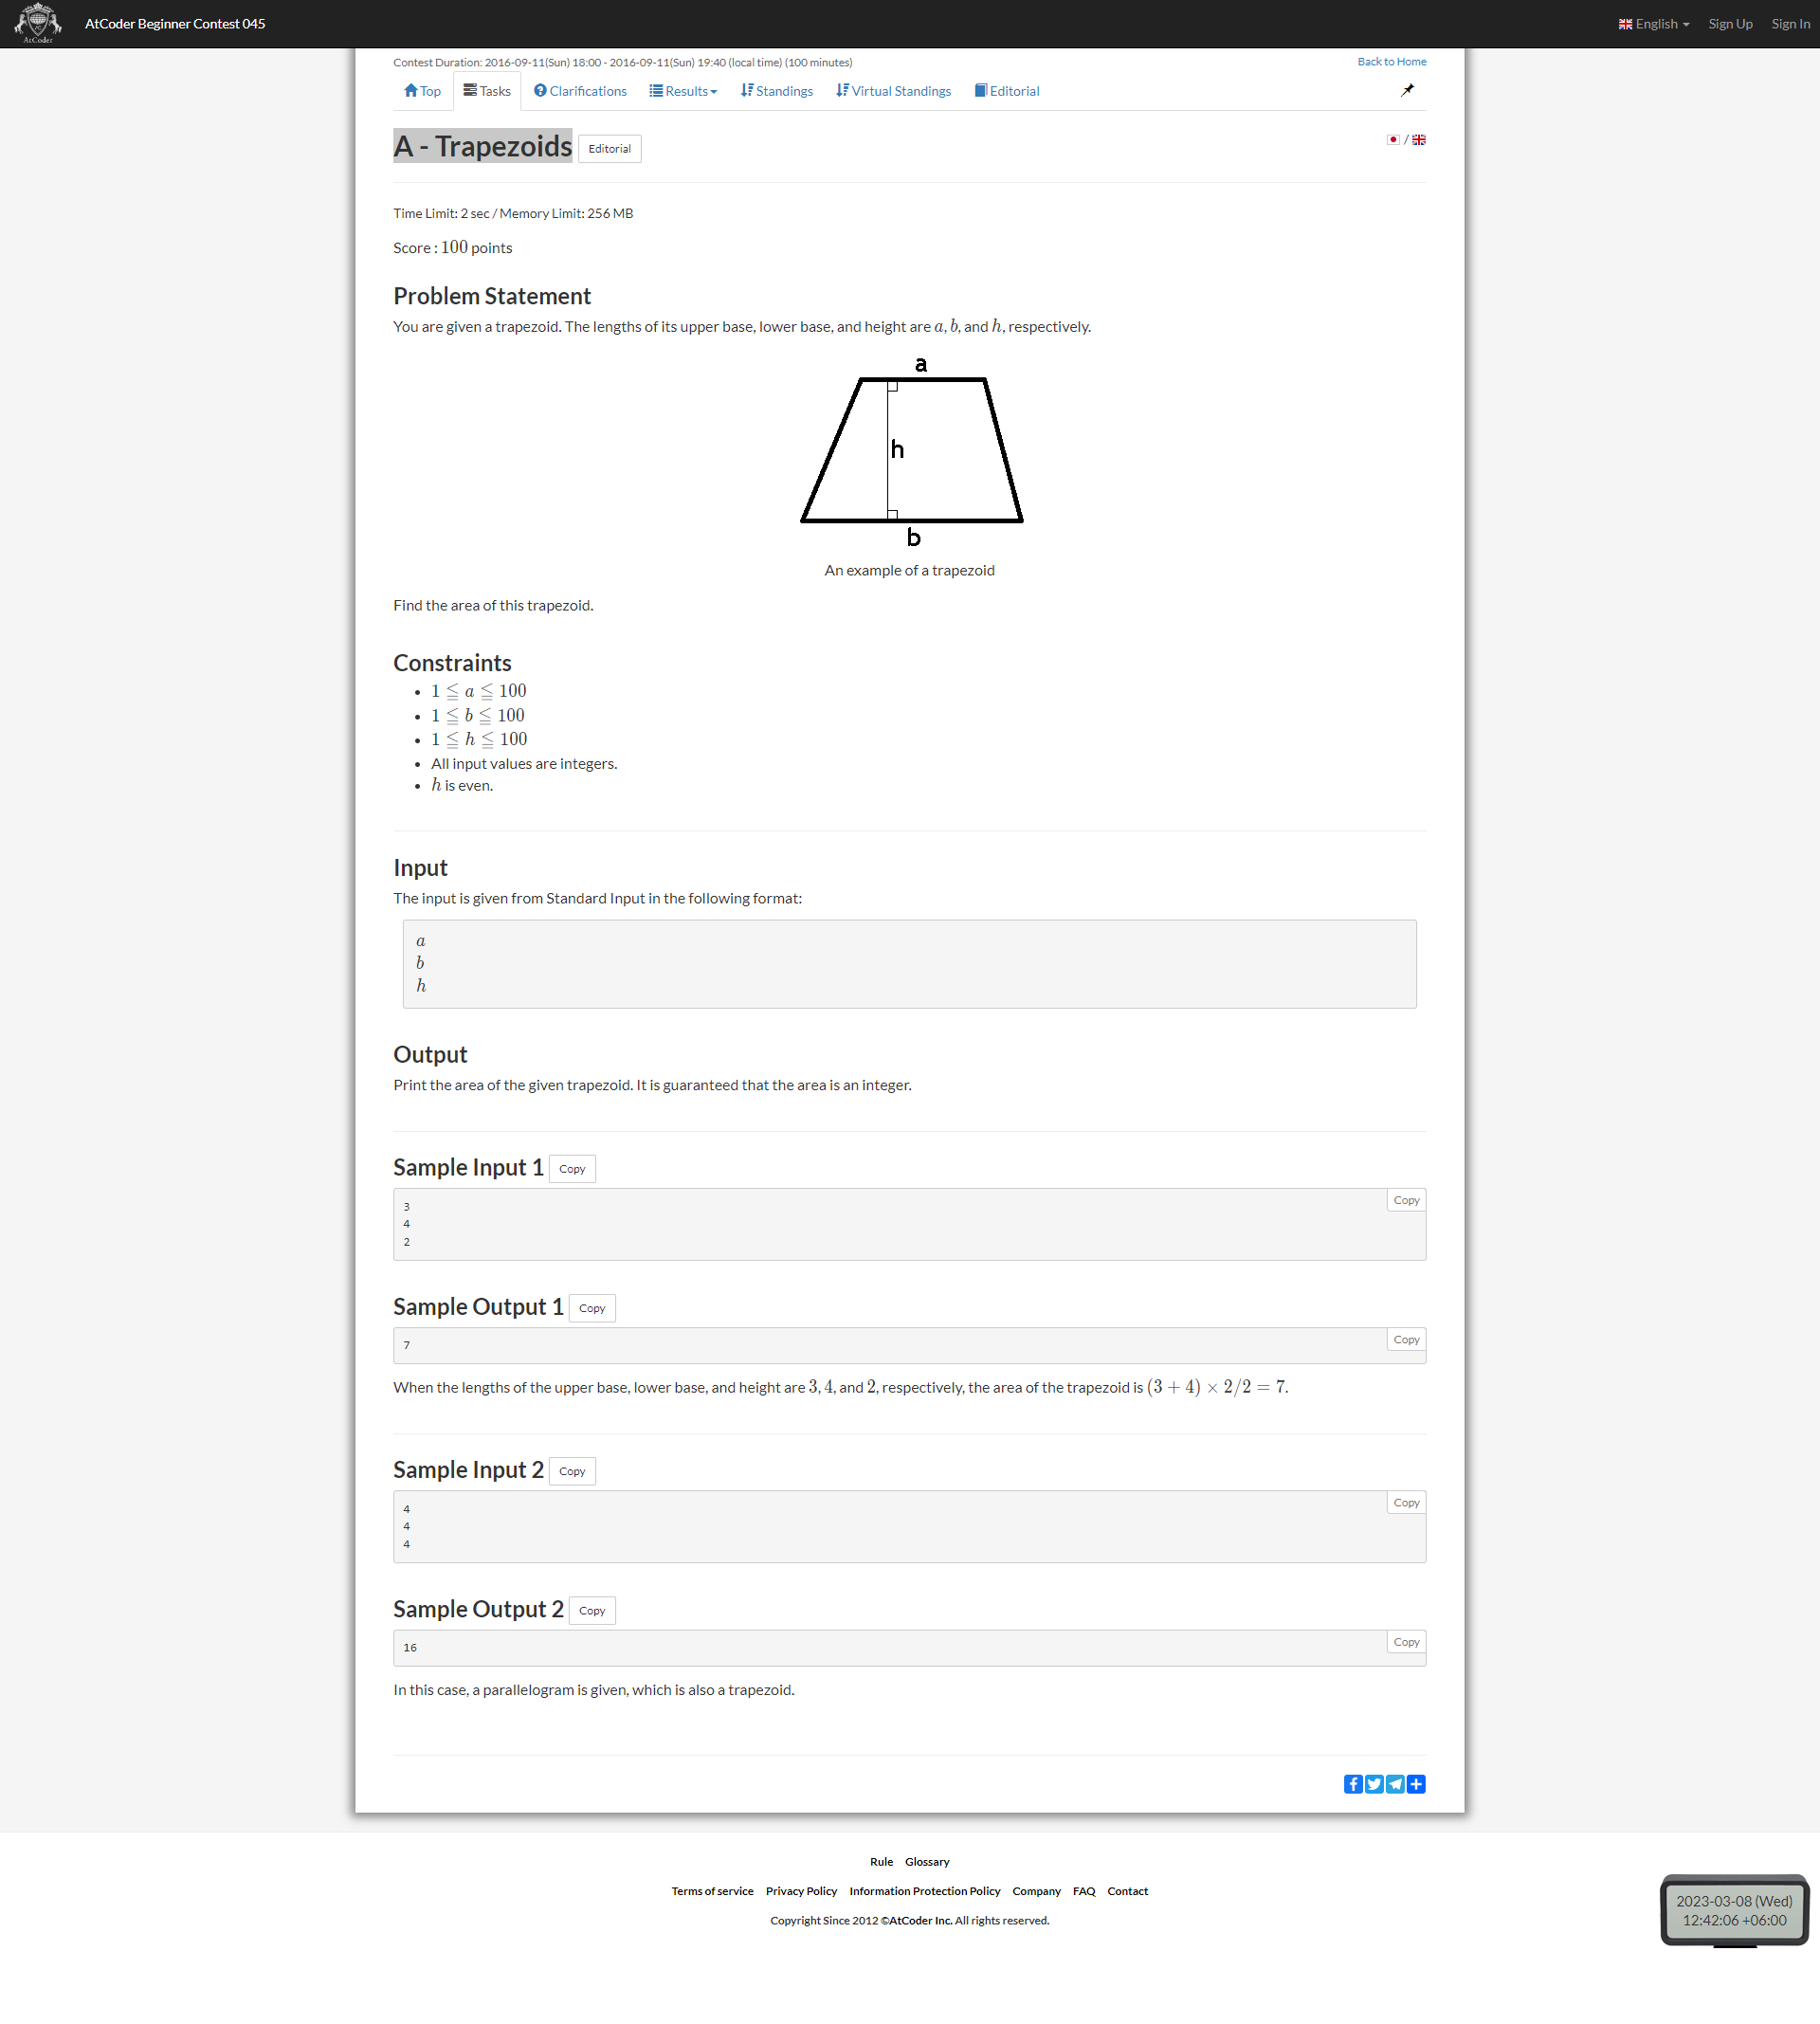 AtCoder
AtCoder Beginner Contest 045
English
Sign Up
Sign In
Contest Duration: 2016-09-11(Sun) 18:00 - 2016-09-11(Sun) 19:40 (local time) (100 minutes)
Back to Home
Top
Tasks
Clarifications
Results
Standings
Virtual Standings
Editorial
A - Trapezoids
Editorial
/
Time Limit: 2 sec / Memory Limit: 256 MB
Score : 100 points
Problem Statement
You are given a trapezoid. The lengths of its upper base, lower base, and height are a, b, and h, respectively.
a
h
b
An example of a trapezoid
Find the area of this trapezoid.
Constraints
• 1 ≦ a ≦ 100
• 1 ≦ b ≦ 100
• 1 ≦ h ≦ 100
• All input values are integers.
• h is even.
Input
The input is given from Standard Input in the following format:
a
b
h
Output
Print the area of the given trapezoid. It is guaranteed that the area is an integer.
Sample Input 1
Copy
Copy
3
4
2
Sample Output 1
Copy
Copy
7
When the lengths of the upper base, lower base, and height are 3, 4, and 2, respectively, the area of the trapezoid is (3 + 4) × 2/2 = 7.
Sample Input 2
Copy
Copy
4
4
4
Sample Output 2
Copy
Copy
16
In this case, a parallelogram is given, which is also a trapezoid.
Rule
Glossary
Terms of service
Privacy Policy
Information Protection Policy
Company
FAQ
Contact
Copyright Since 2012 ©AtCoder Inc. All rights reserved.
2023-03-08 (Wed)
12:42:06 +06:00